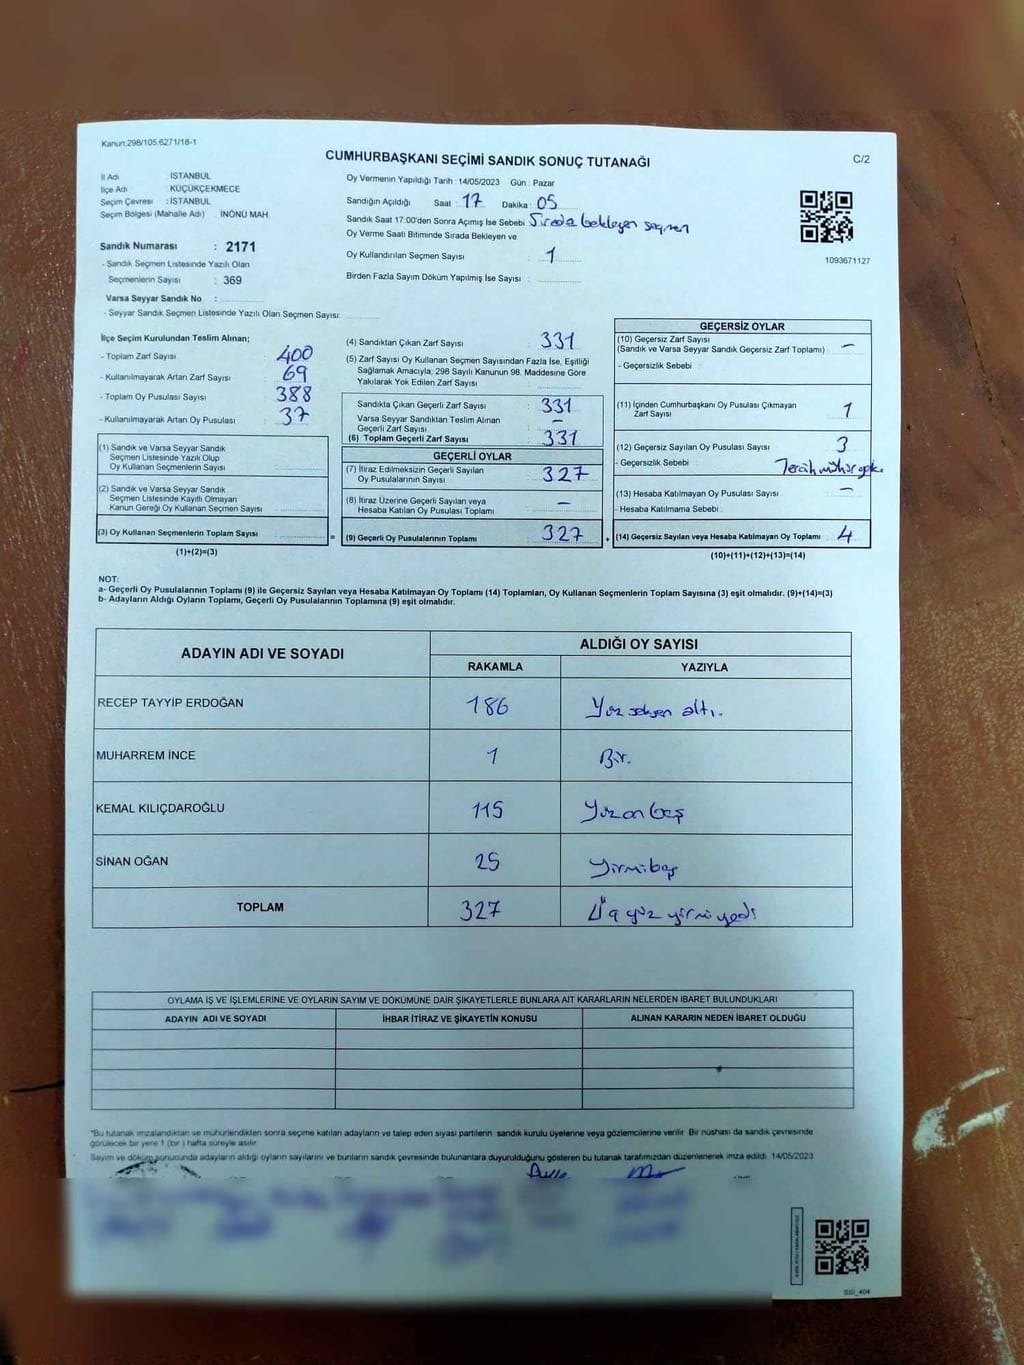 Kanun:298/105.6271/18-1
CUMHURBAŞKANI SEÇİMİ SANDIK SONUÇ TUTANAĞI
C/2
İl Adı İSTANBUL
İlçe Adı KÜÇÜKÇEKMECE
Seçim Çevresi : İSTANBUL
Seçim Bölgesi (Mahalle Adı) : İNÖNÜ MAH.
Sandık Numarası : 2171
- Sandık Seçmen Listesinde Yazılı Olan
Seçmenlerin Sayısı : 369
Varsa Seyyar Sandık No :
- Seyyar Sandık Seçmen Listesinde Yazılı Olan Seçmen Sayısı:
Oy Vermenin Yapıldığı Tarih : 14/05/2023 Gün : Pazar
Sandığın Açıldığı Saat : 17 Dakika : 05
Sandık Saat 17:00'den Sonra Açımış İse Sebebi : Sırada bekleyen seçmen
Oy Verme Saati Bitiminde Sırada Bekleyen ve
Oy Kullandırılan Seçmen Sayısı : 1
Birden Fazla Sayım Döküm Yapılmış İse Sayısı :
1093671127
İlçe Seçim Kurulundan Teslim Alınan;
- Toplam Zarf Sayısı : 400
- Kullanılmayarak Artan Zarf Sayısı : 69
- Toplam Oy Pusulası Sayısı : 388
- Kullanılmayarak Artan Oy Pusulası : 37
(1) Sandık ve Varsa Seyyar Sandık
Seçmen Listesinde Yazılı Olup
Oy Kullanan Seçmenlerin Sayısı :
(2) Sandık ve Varsa Seyyar Sandık
Seçmen Listesinde Kayıtlı Olmayan
Kanun Gereği Oy Kullanan Seçmen Sayısı :
(3) Oy Kullanan Seçmenlerin Toplam Sayısı :
(1)+(2)=(3)
=
(4) Sandıktan Çıkan Zarf Sayısı : 331
(5) Zarf Sayısı Oy Kullanan Seçmen Sayısından Fazla İse, Eşitliği
Sağlamak Amacıyla; 298 Sayılı Kanunun 98. Maddesine Göre
Yakılarak Yok Edilen Zarf Sayısı :
Sandıkla Çıkan Geçerli Zarf Sayısı : 331
Varsa Seyyar Sandıktan Teslim Alınan
Geçerli Zarf Sayısı : –
(6) Toplam Geçerli Zarf Sayısı : 331
GEÇERLİ OYLAR
(7) İtiraz Edilmeksizin Geçerli Sayılan
Oy Pusulalarının Sayısı : 327
(8) İtiraz Üzerine Geçerli Sayılan veya
Hesaba Katılan Oy Pusulası Toplamı : –
(9) Geçerli Oy Pusulalarının Toplamı : 327
+
GEÇERSİZ OYLAR
(10) Geçersiz Zarf Sayısı
(Sandık ve Varsa Seyyar Sandık Geçersiz Zarf Toplamı) : –
- Geçersizlik Sebebi :
(11) İçinden Cumhurbaşkanı Oy Pusulası Çıkmayan
Zarf Sayısı : 1
(12) Geçersiz Sayılan Oy Pusulası Sayısı : 3
- Geçersizlik Sebebi : Tercih mühür
(13) Hesaba Katılmayan Oy Pusulası Sayısı : –
- Hesaba Katılmama Sebebi :
(14) Geçersiz Sayılan veya Hesaba Katılmayan Oy Toplamı : 4
(10)+(11)+(12)+(13)=(14)
NOT:
a- Geçerli Oy Pusulalarının Toplamı (9) ile Geçersiz Sayılan veya Hesaba Katılmayan Oy Toplamı (14) Toplamları, Oy Kullanan Seçmenlerin Toplam Sayısına (3) eşit olmalıdır. (9)+(14)=(3)
b- Adayların Aldığı Oyların Toplamı, Geçerli Oy Pusulalarının Toplamına (9) eşit olmalıdır.
ADAYIN ADI VE SOYADI ALDIĞI OY SAYISI
RAKAMLA YAZIYLA
RECEP TAYYİP ERDOĞAN 186 Yüz seksen altı.
MUHARREM İNCE 1 Bir.
KEMAL KILIÇDAROĞLU 115 Yüz on beş
SİNAN OĞAN 25 Yirmibeş
TOPLAM 327 Üç yüz yirmi yedi
OYLAMA İŞ VE İŞLEMLERİNE VE OYLARIN SAYIM VE DÖKÜMÜNE DAİR ŞİKAYETLERLE BUNLARA AİT KARARLARIN NELERDEN İBARET BULUNDUKLARI
ADAYIN ADI VE SOYADI İHBAR İTİRAZ VE ŞİKAYETİN KONUSU ALINAN KARARIN NEDEN İBARET OLDUĞU
*Bu tutanak imzalandıktan ve mühürlendikten sonra seçime katılan adayların ve talep eden siyasi partilerin sandık kurulu üyelerine veya gözlemcilerine verilir. Bir nüshası da sandık çevresinde
görülecek bir yere 1 (bir) hafta süreyle asılır.
Sayım ve döküm sonucunda adayların aldığı oyların sayılarını ve bunların sandık çevresinde bulunanlara duyurulduğunu gösteren bu tutanak tarafımızdan düzenlenerek imza edildi. 14/05/2023
SSİ_404